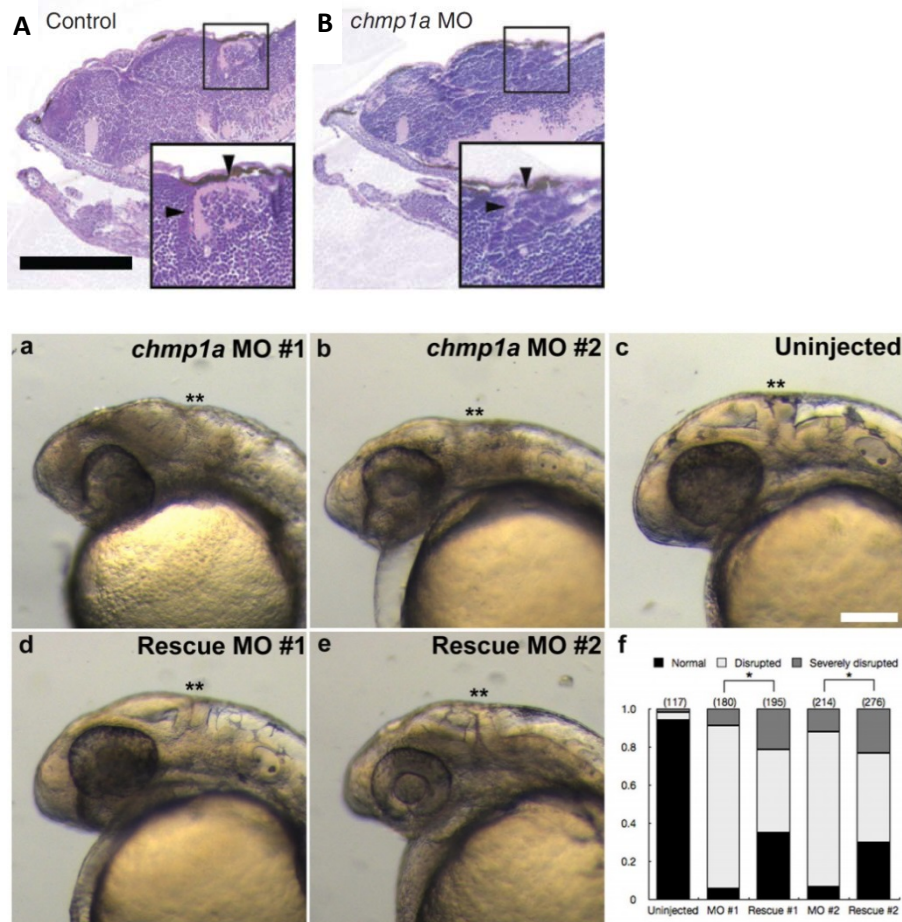 A Control
B chmp1a MO
a chmp1a MO #1
**
b chmp1a MO #2
**
c Uninjected
**
d Rescue MO #1
**
e Rescue MO #2
**
f
Normal Disrupted Severely disrupted
* *
(117) (180) (195) (214) (276)
1.0
0.8
0.6
0.4
0.2
0
Uninjected MO #1 Rescue #1 MO #2 Rescue #2